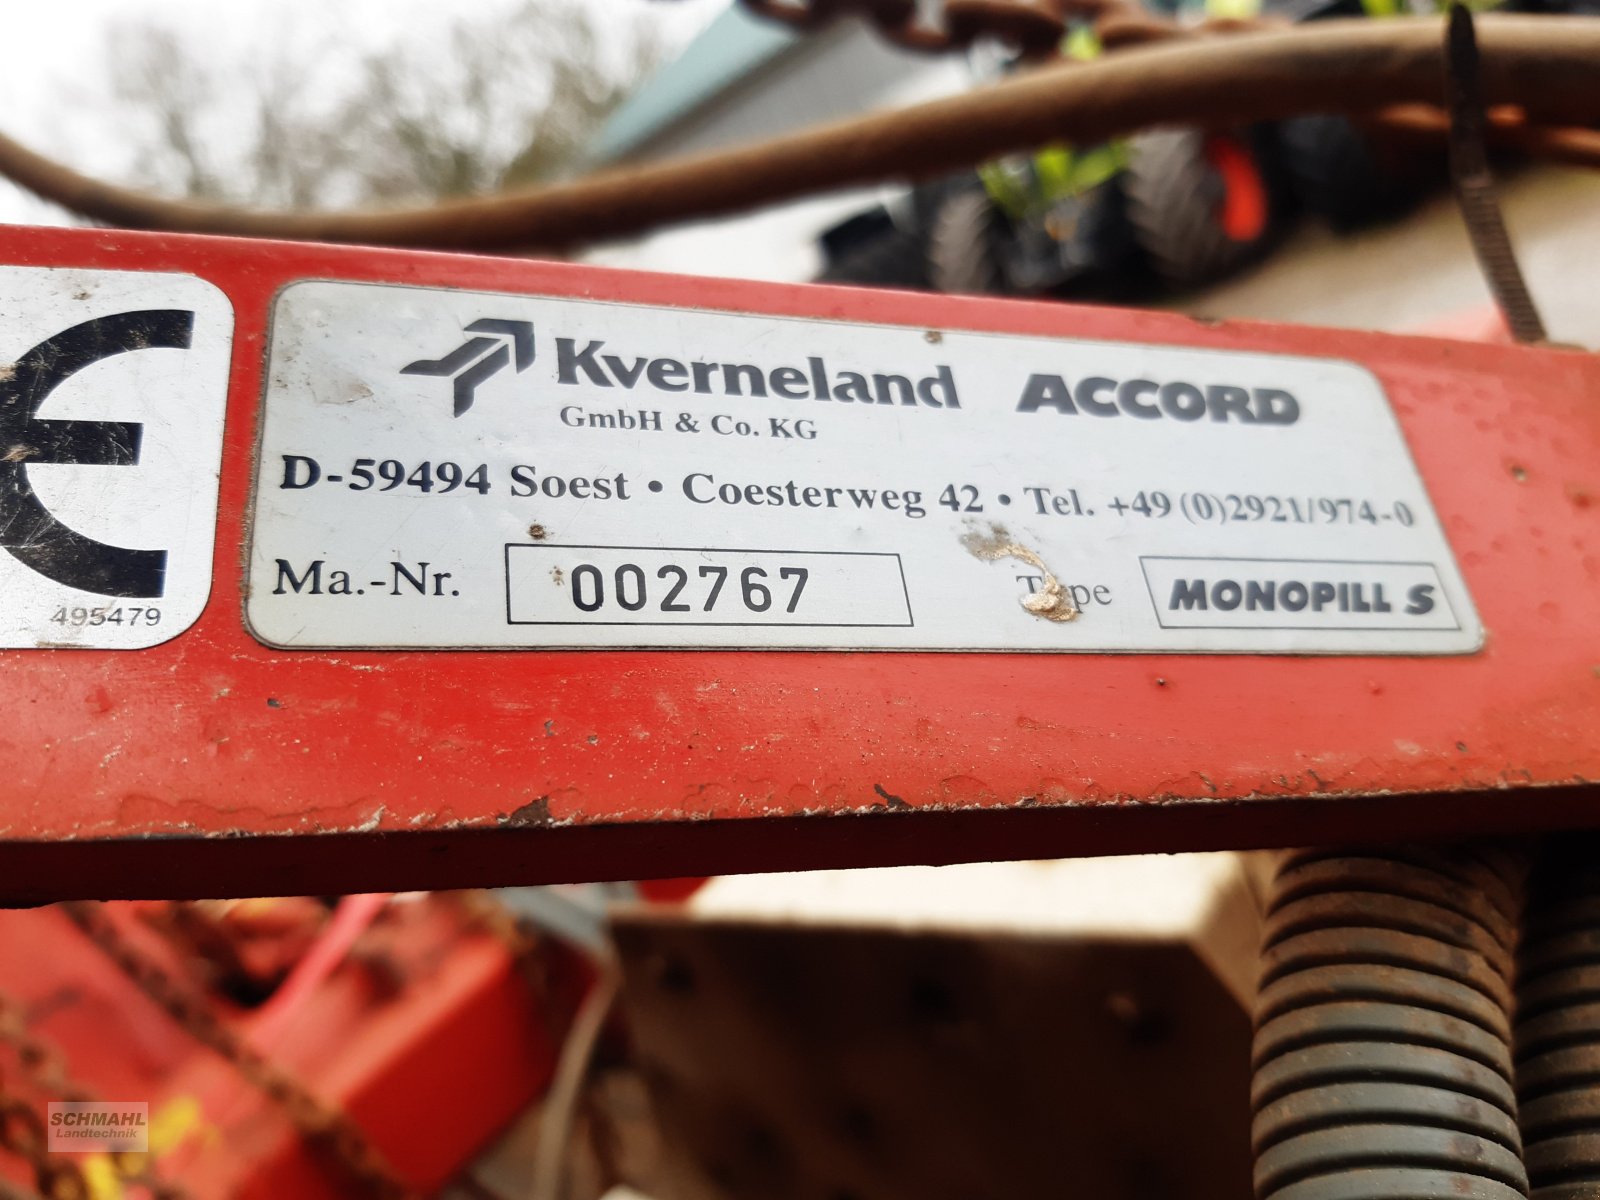 CE
495479
Kverneland ACCORD
GmbH & Co. KG
D-59494 Soest • Coesterweg 42 • Tel. +49 (0)2921/974-0
Ma.-Nr. *002767 Type MONOPILL S
SCHMAHL
Landtechnik